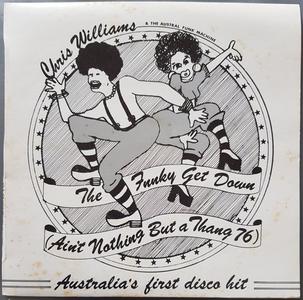 Chris Williams
& THE AUSTRAL FUNK MACHINE
The Funky Get Down
(Ain't Nothing But a Thang 76)
Australia's first disco hit